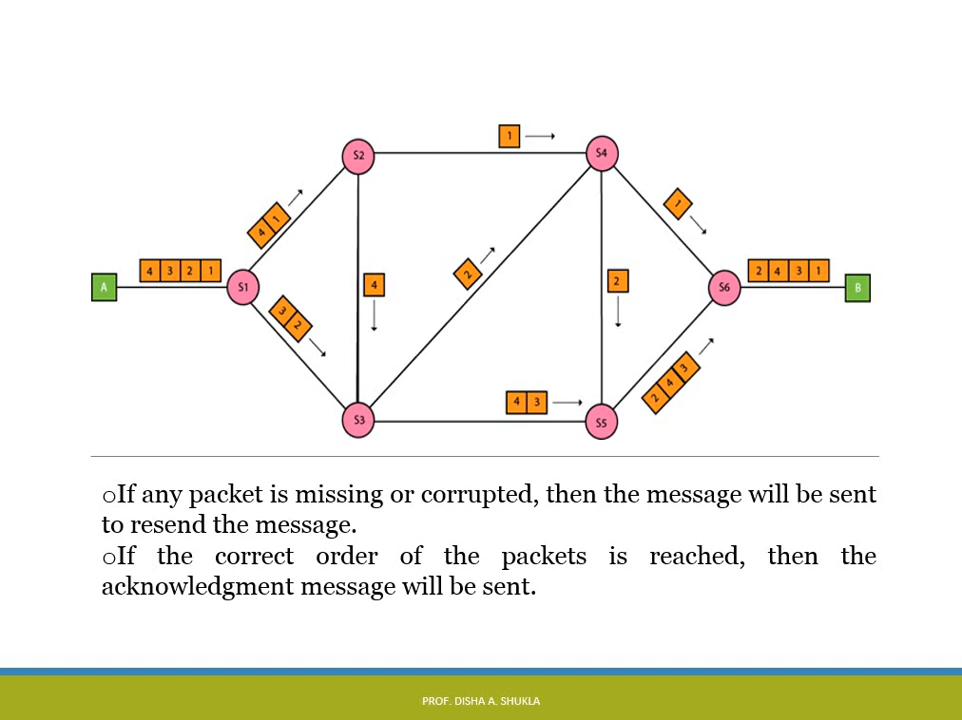 1
S2
S4
4 1
1
4 3 2 1
2
4
2
2 4 3 1
A
S1
S6
B
3 2
2 4 3
4 3
S3
S5
oIf any packet is missing or corrupted, then the message will be sent
to resend the message.
oIf the correct order of the packets is reached, then the
acknowledgment message will be sent.
PROF. DISHA A. SHUKLA